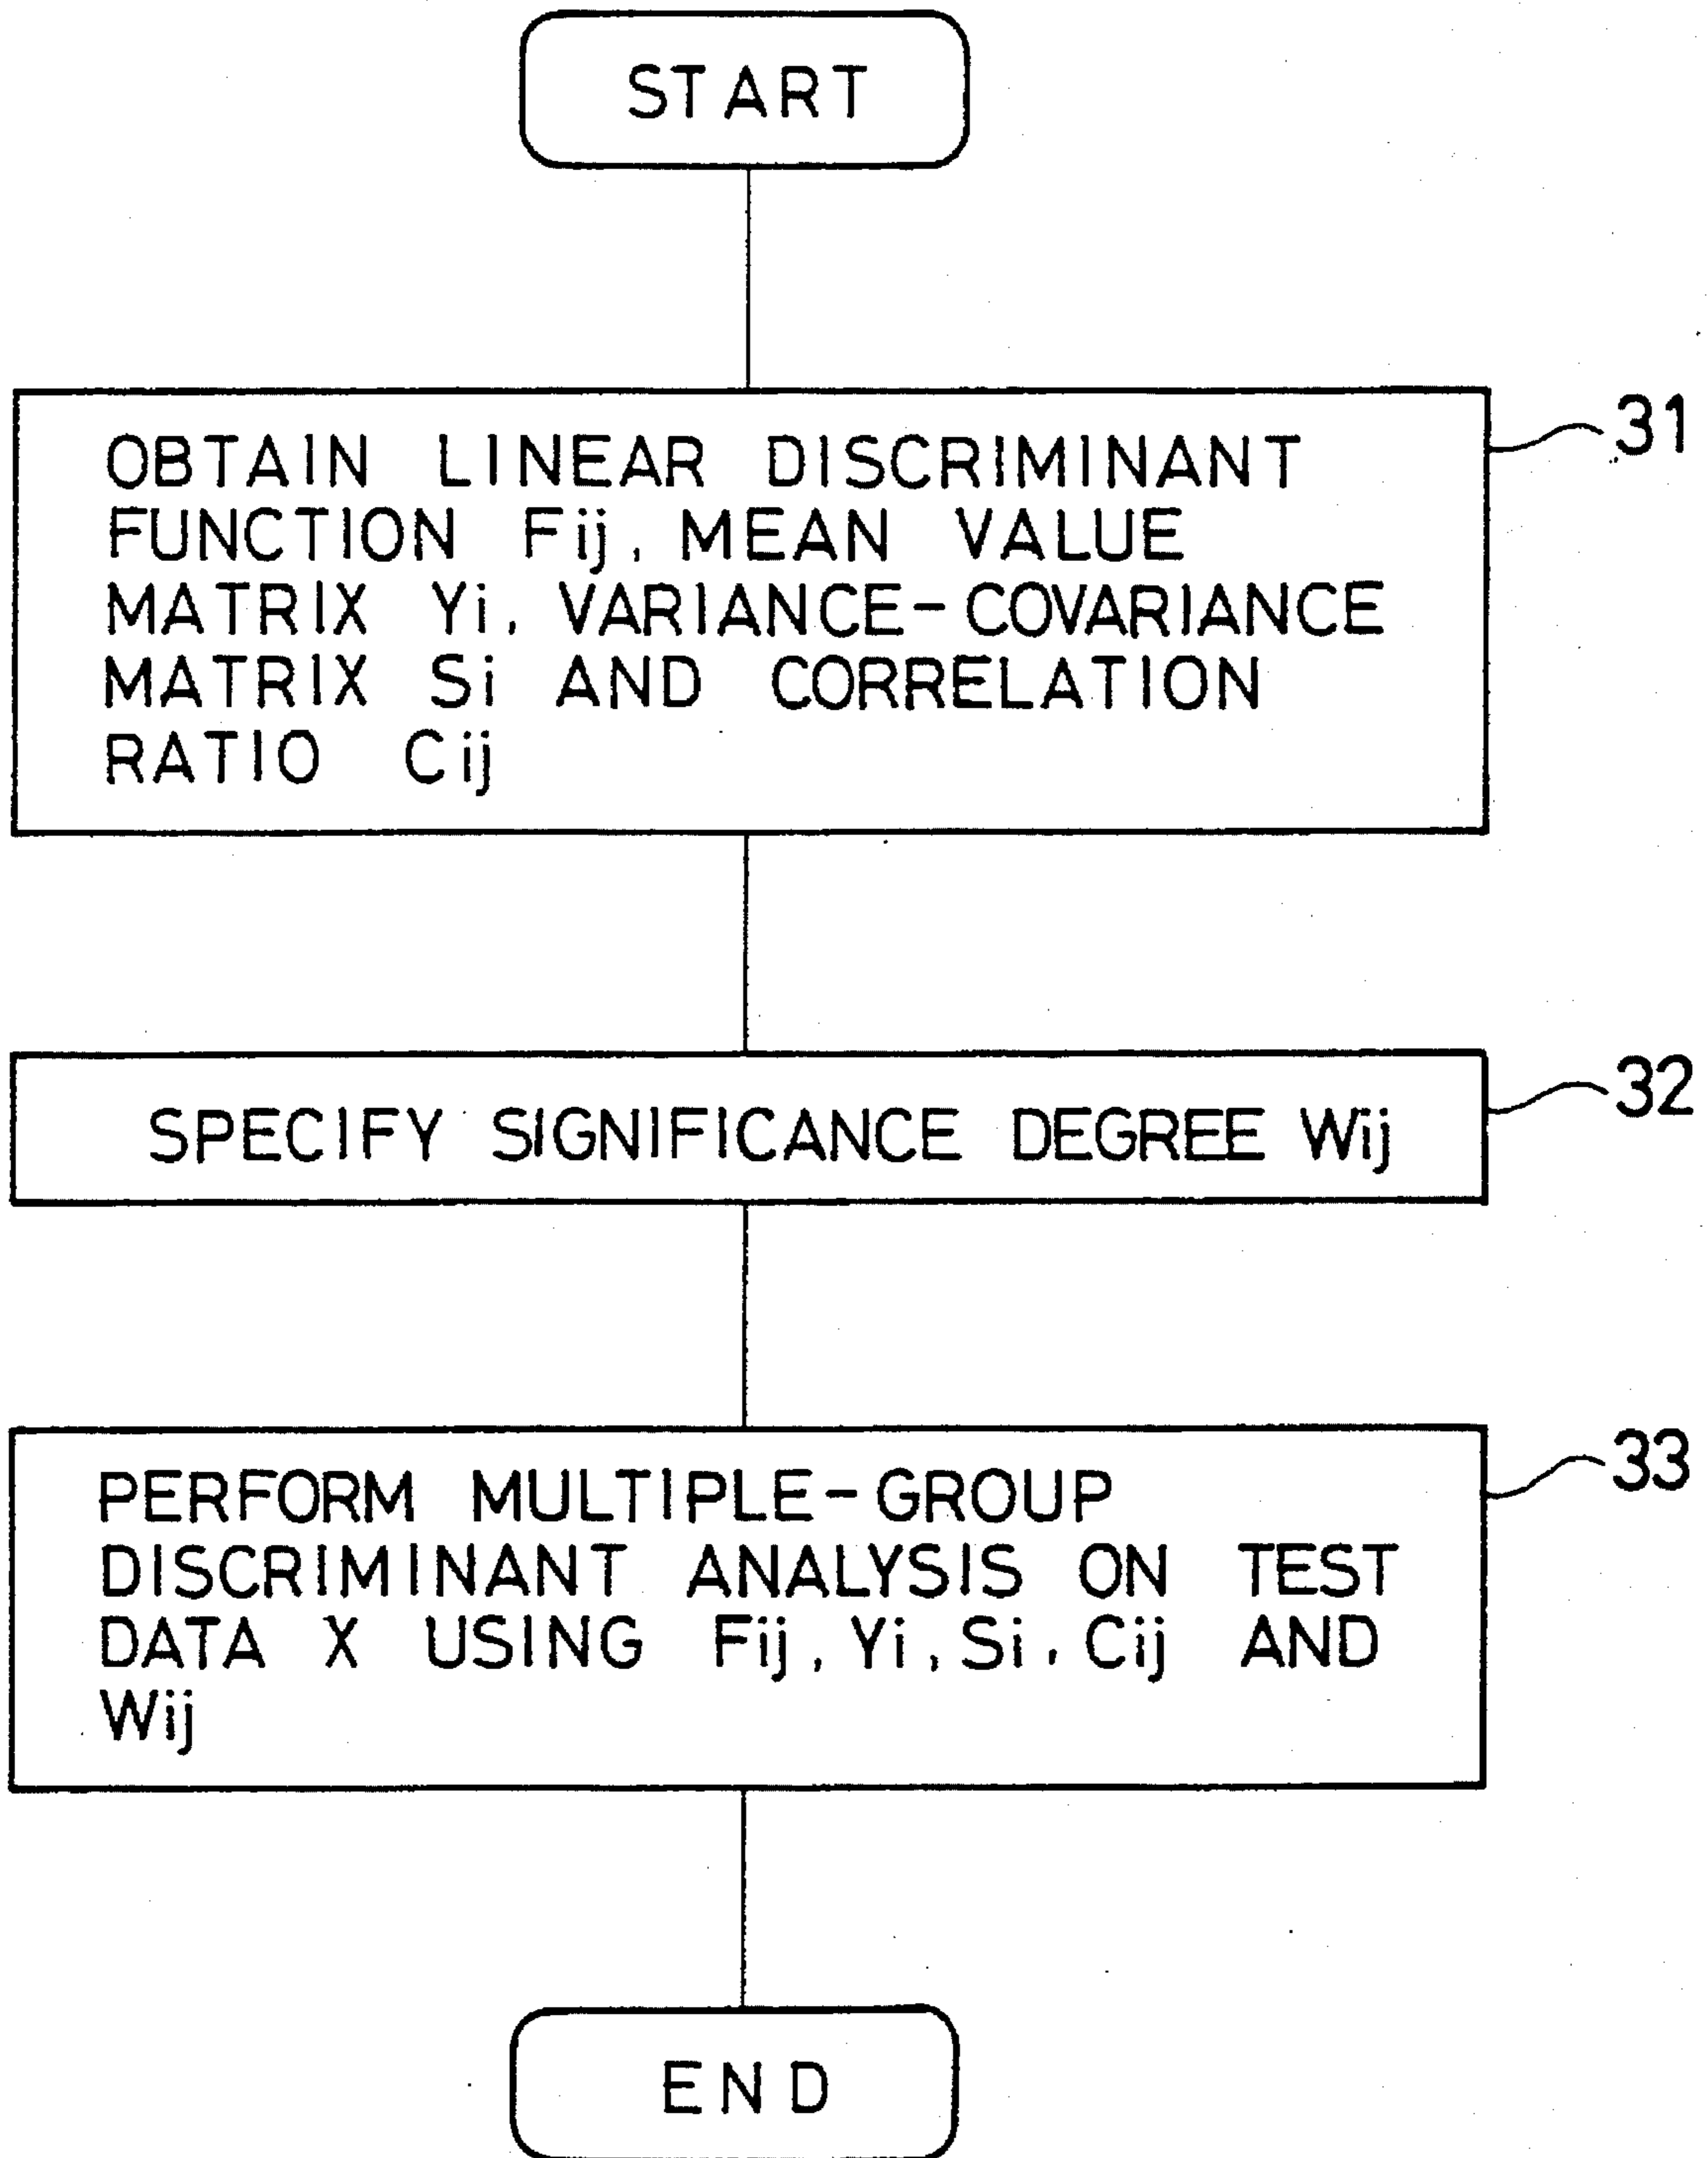 START
OBTAIN LINEAR DISCRIMINANT
31
FUNCTION Fij, MEAN VALUE
MATRIX Yi, VARIANCE-COVARIANCE
MATRIX Si AND CORRELATION
RATIO Cij
SPECIFY SIGNIFICANCE DEGREE Wij
32
PERFORM MULTIPLE-GROUP
33
DISCRIMINANT ANALYSIS ON TEST
DATA X USING Fij, Yi, Si, Cij AND
Wij
END